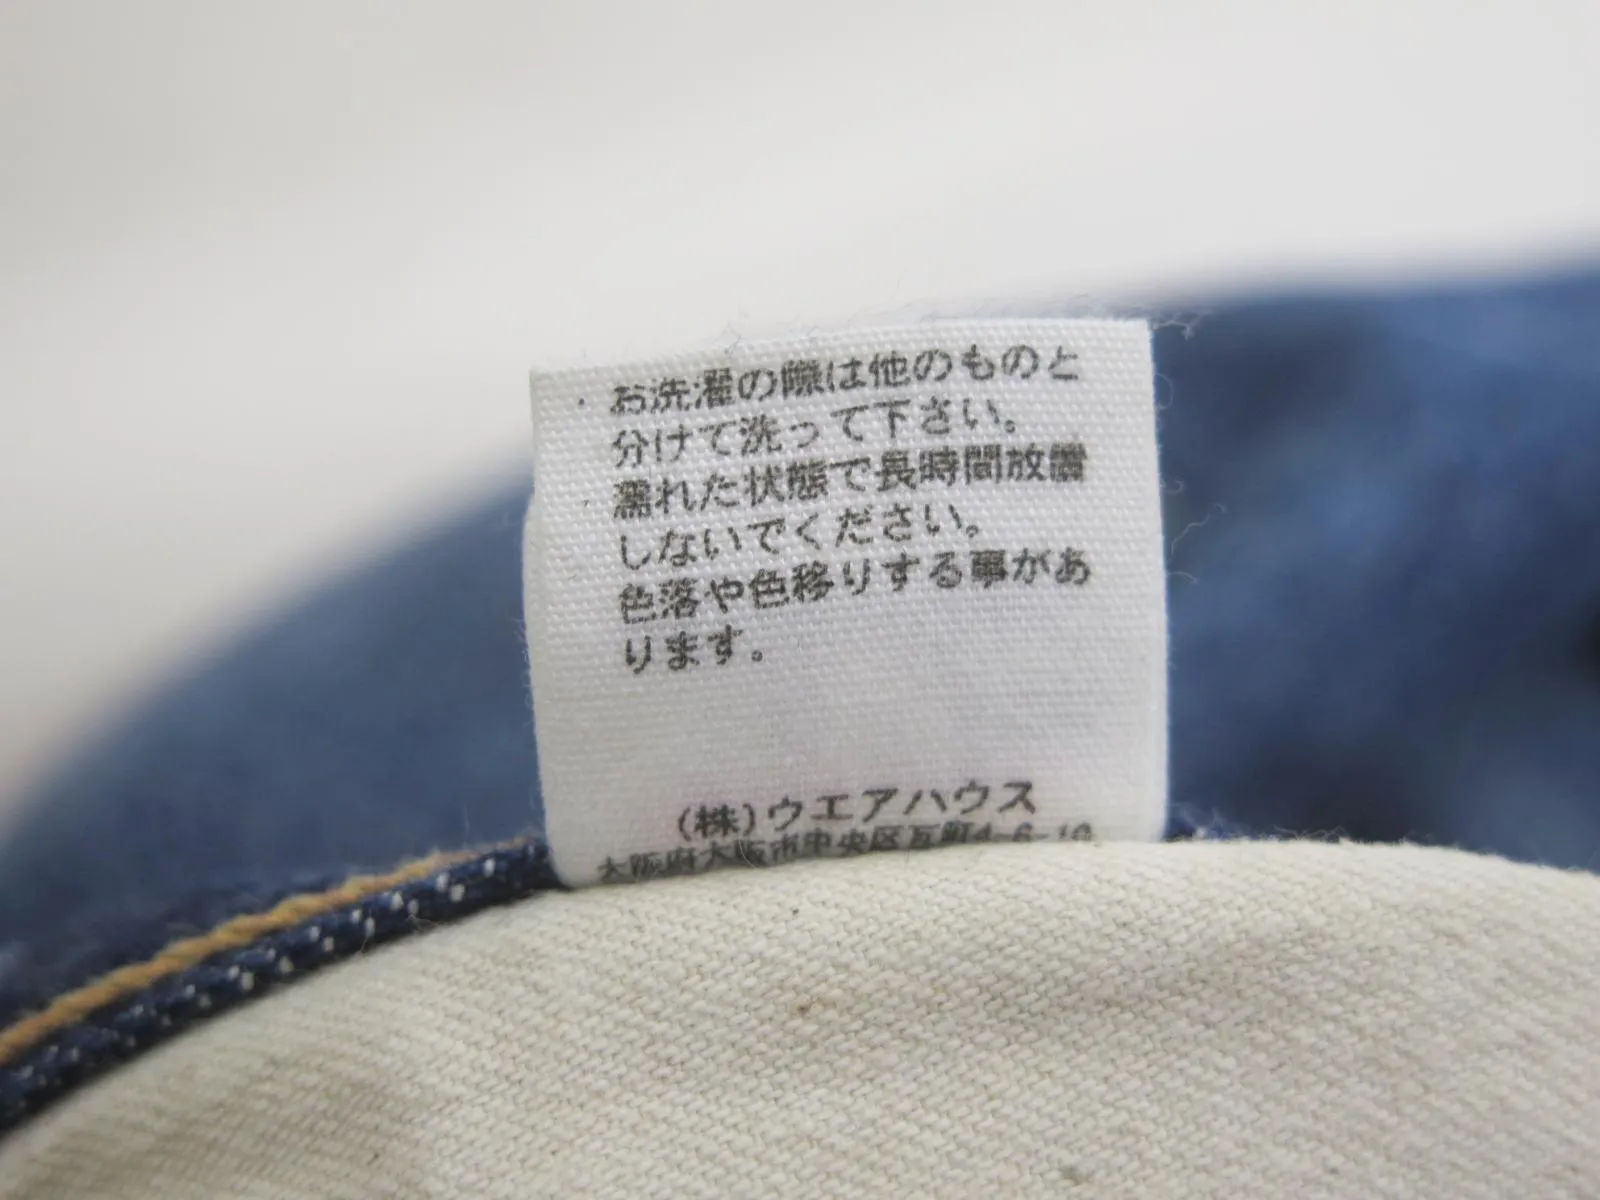 ・お洗濯の際は他のものと
分けて洗って下さい。
濡れた状態で長時間放置
しないでください。
色落や色移りする事があ
ります。
(株)ウエアハウス
大阪府大阪市中央区瓦町4-6-10